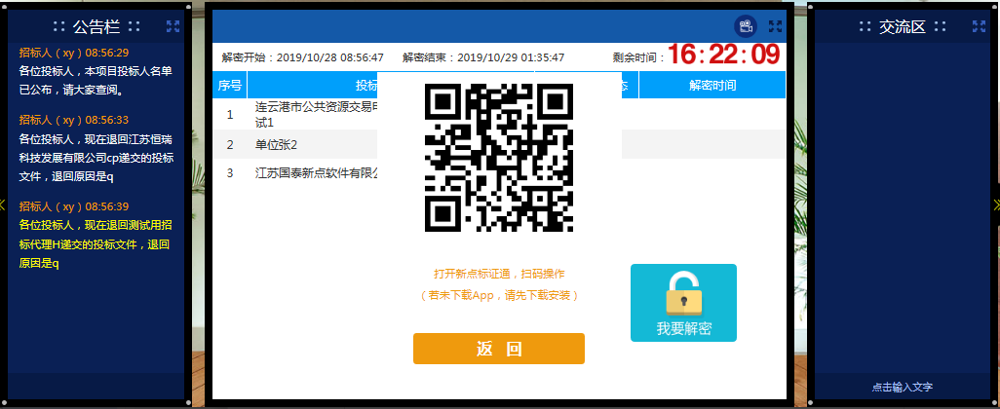 公告栏
招标人（xy）08:56:29
各位投标人，本项目投标人名单
已公布，请大家查阅。
招标人（xy）08:56:33
各位投标人，现在退回江苏恒瑞
科技发展有限公司cp递交的投标
文件，退回原因是q
招标人（xy）08:56:39
各位投标人，现在退回测试用招
标代理H递交的投标文件，退回
原因是q
解密开始：2019/10/28 08:56:47 解密结束：2019/10/29 01:35:47 剩余时间：16:22:09
序号 投标 态 解密时间
1 连云港市公共资源交易
试1
2 单位张2
3 江苏国泰新点软件有限公
打开新点标证通，扫码操作
（若未下载App，请先下载安装）
返 回
我要解密
交流区
点击输入文字